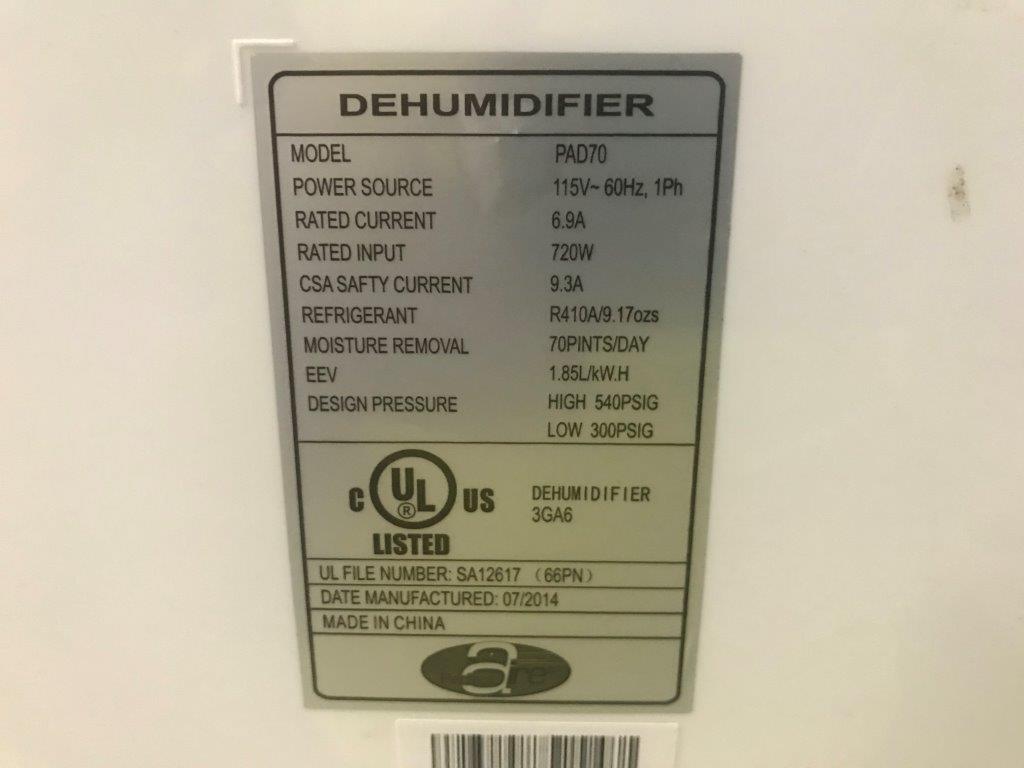 DEHUMIDIFIER
MODEL PAD70
POWER SOURCE 115V~ 60Hz, 1Ph
RATED CURRENT 6.9A
RATED INPUT 720W
CSA SAFTY CURRENT 9.3A
REFRIGERANT R410A/9.17ozs
MOISTURE REMOVAL 70PINTS/DAY
EEV 1.85L/kW.H
DESIGN PRESSURE HIGH 540PSIG
LOW 300PSIG
C UL ® US
LISTED
DEHUMIDIFIER
3GA6
UL FILE NUMBER: SA12617 (66PN)
DATE MANUFACTURED: 07/2014
MADE IN CHINA